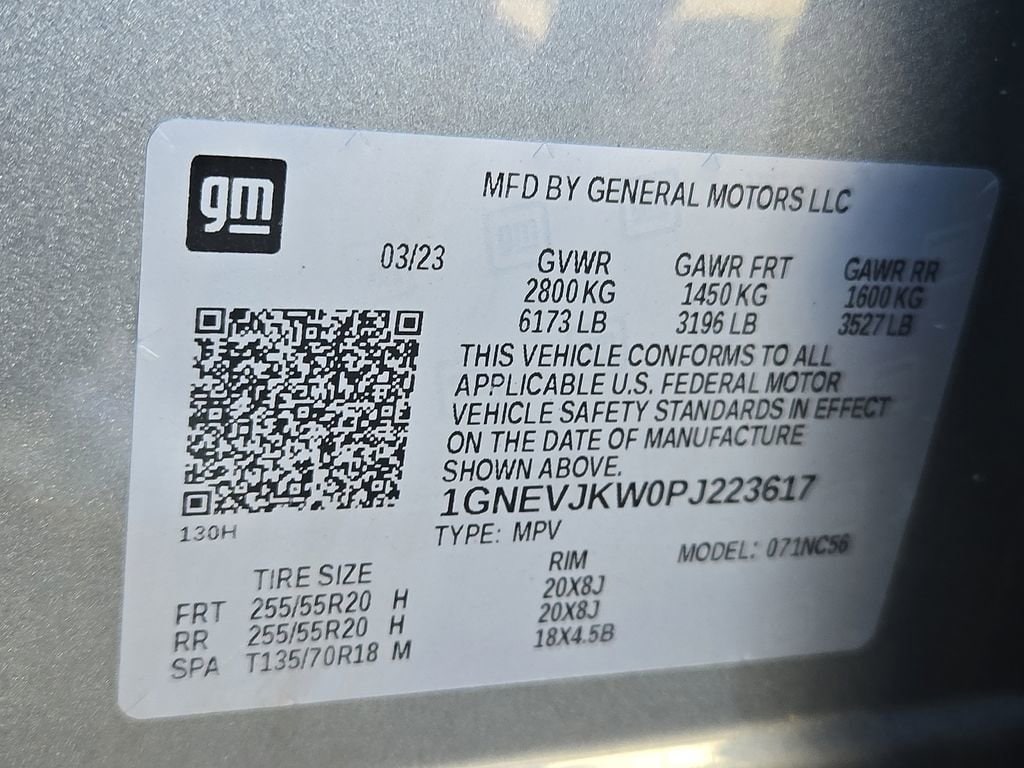 gm
MFD BY GENERAL MOTORS LLC
03/23 GVWR GAWR FRT GAWR RR
2800 KG 1450 KG 1600 KG
6173 LB 3196 LB 3527 LB
THIS VEHICLE CONFORMS TO ALL
APPLICABLE U.S. FEDERAL MOTOR
VEHICLE SAFETY STANDARDS IN EFFECT
ON THE DATE OF MANUFACTURE
SHOWN ABOVE.
1GNEVJKW0PJ223617
130H
TYPE: MPV MODEL: 071NC56
TIRE SIZE RIM
FRT 255/55R20 H 20X8J
RR 255/55R20 H 20X8J
SPA T135/70R18 M 18X4.5B